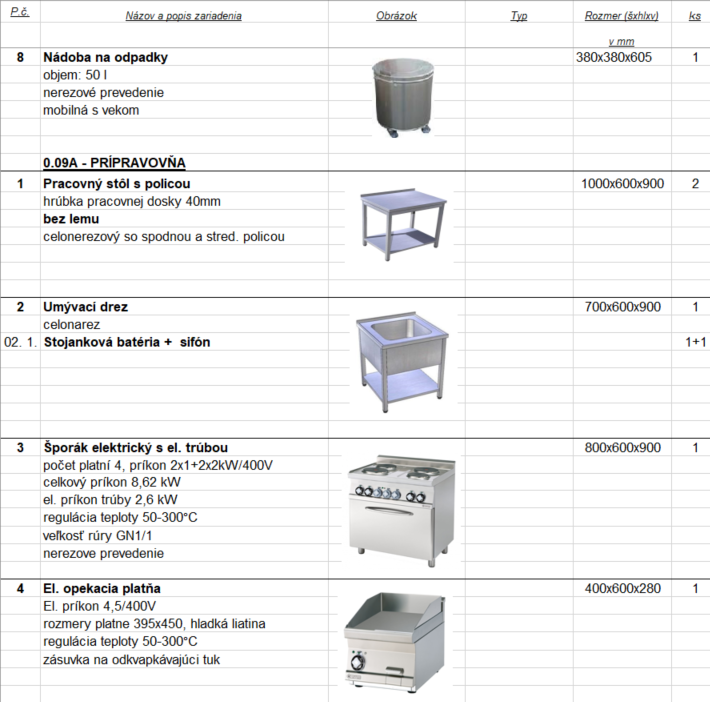 P.č. Názov a popis zariadenia Obrázok Typ Rozmer (šxhlxv) ks
v mm
8 Nádoba na odpadky 380x380x605 1
objem: 50 l
nerezové prevedenie
mobilná s vekom
0.09A - PRÍPRAVOVŇA
1 Pracovný stôl s policou 1000x600x900 2
hrúbka pracovnej dosky 40mm
bez lemu
celonerezový so spodnou a stred. policou
2 Umývací drez 700x600x900 1
celonarez
02. 1. Stojanková batéria + sifón 1+1
3 Šporák elektrický s el. trúbou 800x600x900 1
počet platní 4, príkon 2x1+2x2kW/400V
celkový príkon 8,62 kW
el. príkon trúty 2,6 kW
regulácia teploty 50-300°C
veľkosť rúry GN1/1
nerezove prevedenie
4 El. opekacia platňa 400x600x280 1
El. príkon 4,5/400V
rozmery platne 395x450, hladká liatina
regulácia teploty 50-300°C
zásuvka na odkvapkávajúci tuk